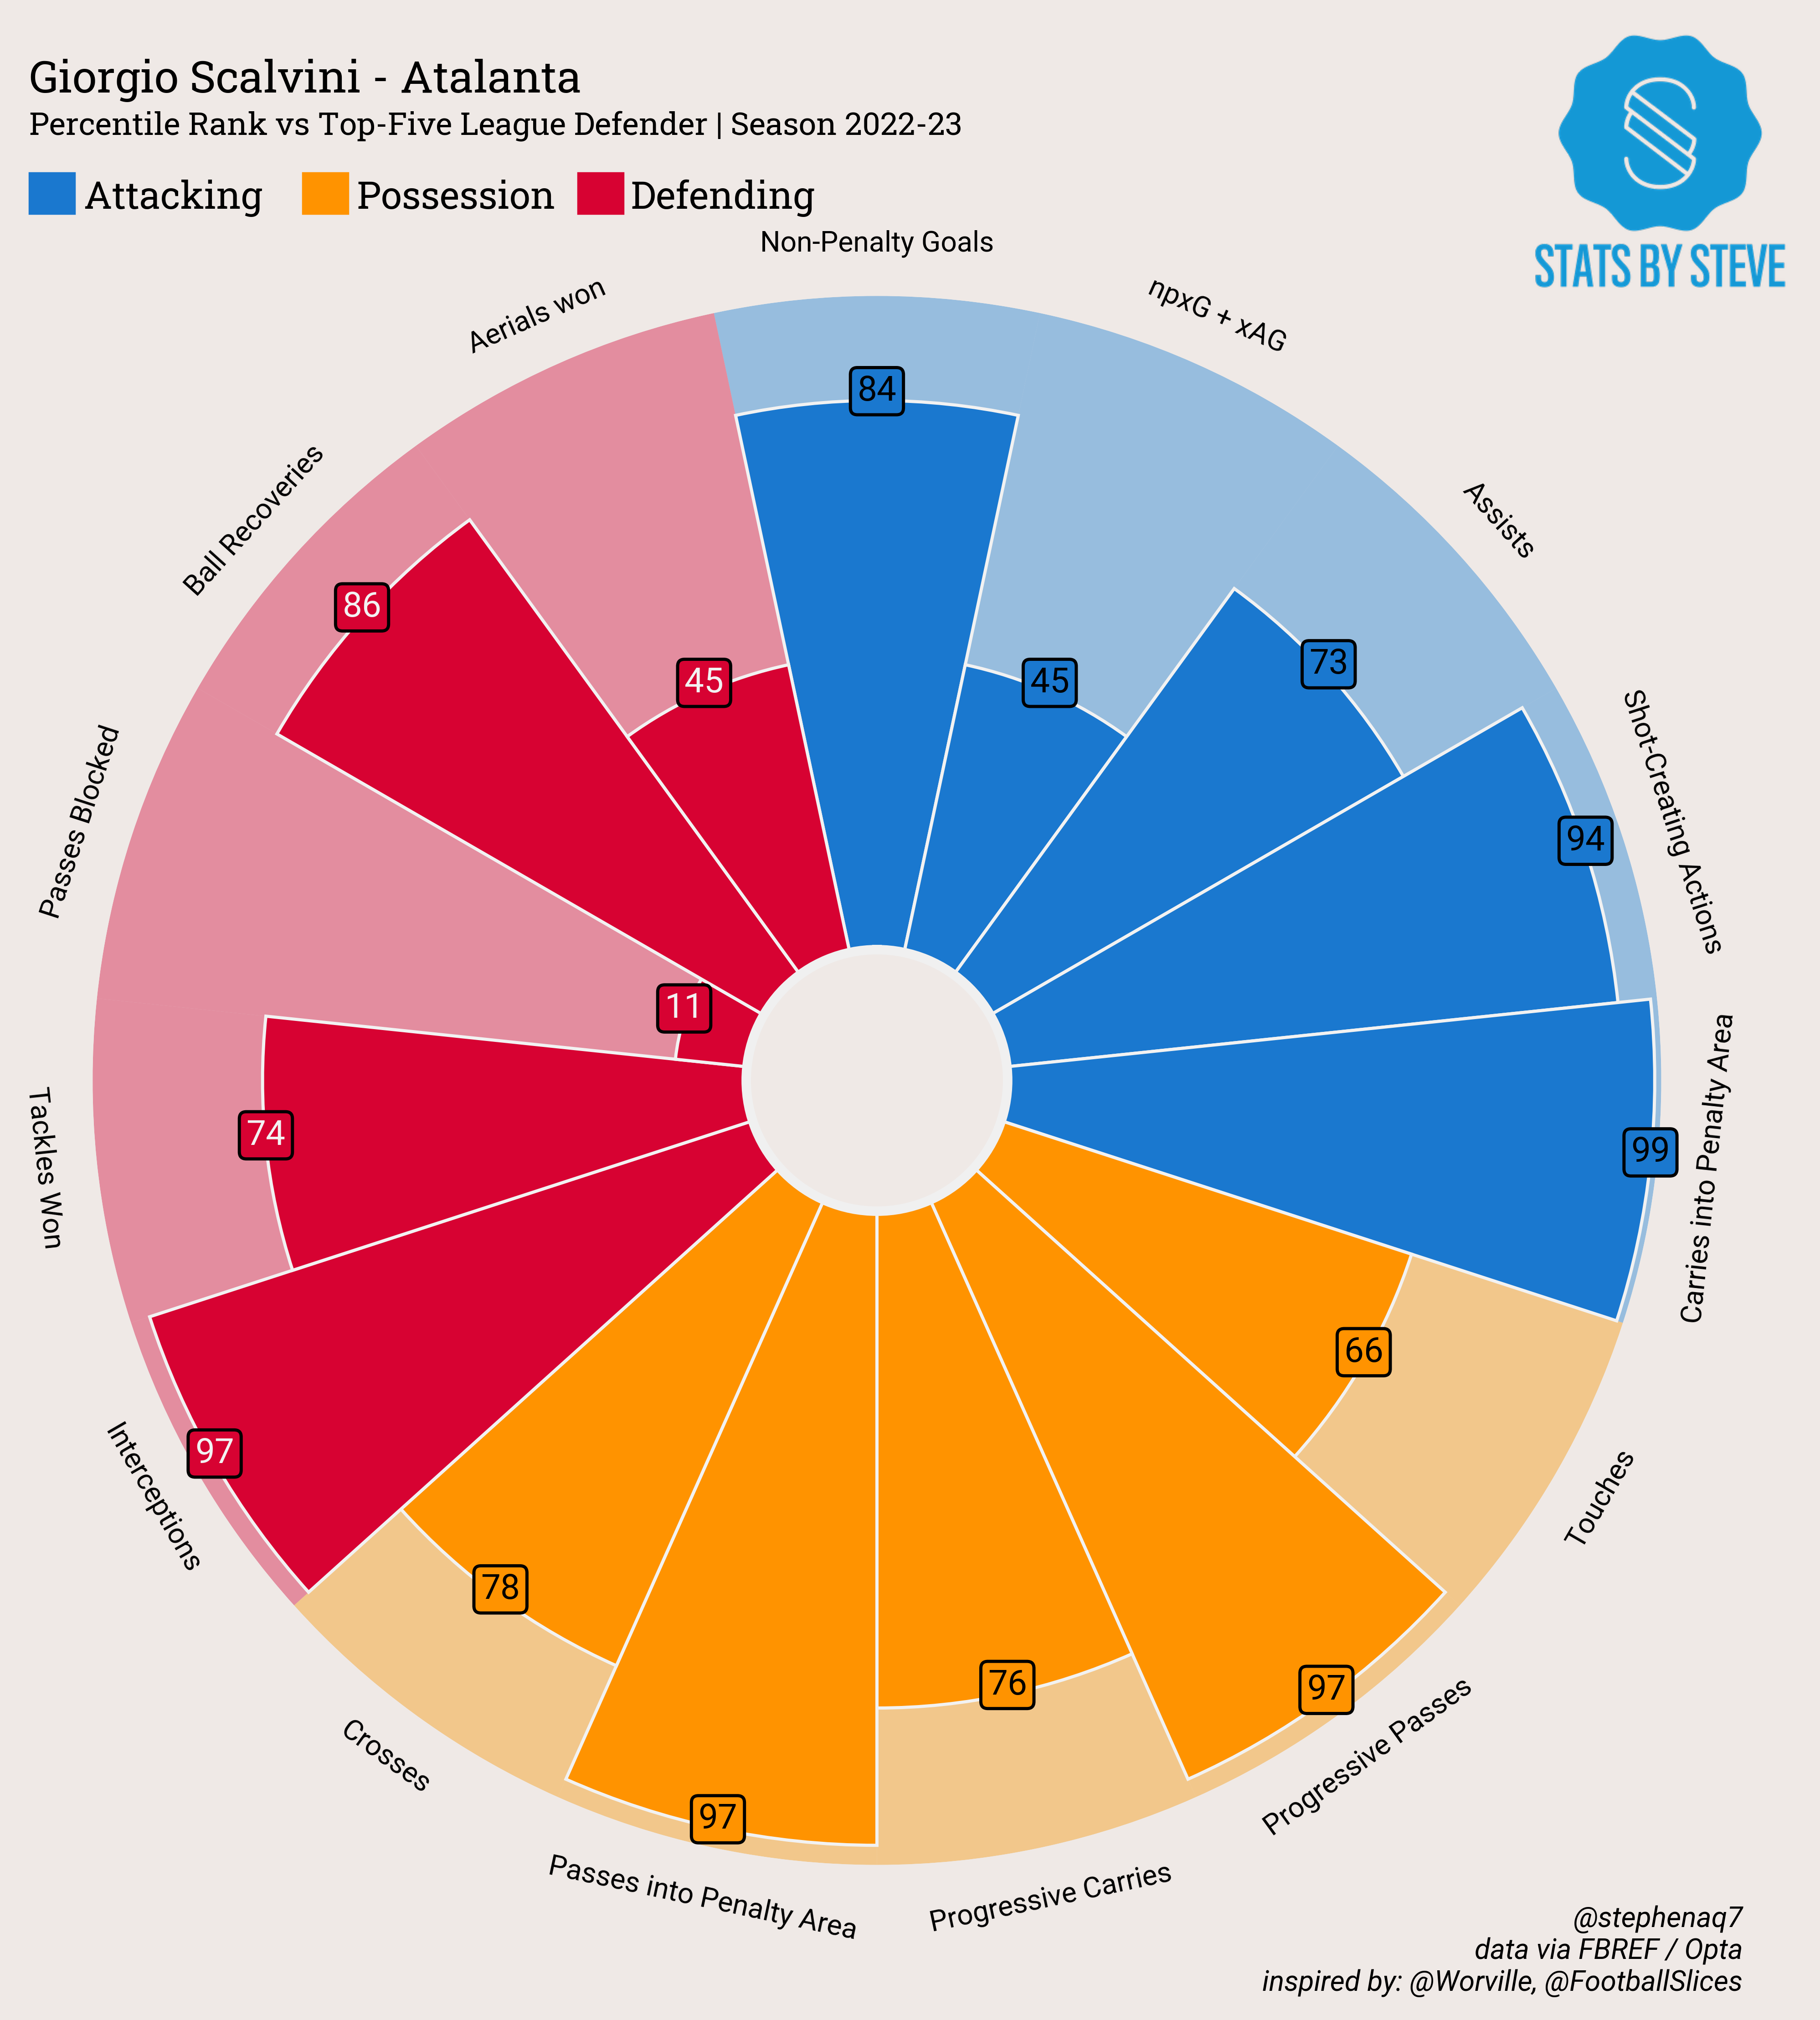 Giorgio Scalvini - Atalanta
Percentile Rank vs Top-Five League Defender | Season 2022-23
Attacking
Possession
Defending
STATS BY STEVE
Non-Penalty Goals
84
npxG + xAG
45
Assists
73
Shot-Creating Actions
94
Carries into Penalty Area
99
Touches
66
Progressive Passes
97
Progressive Carries
76
Passes into Penalty Area
97
Crosses
78
Interceptions
97
Tackles Won
74
Passes Blocked
11
Ball Recoveries
86
Aerials won
45
@stephenaq7
data via FBREF / Opta
inspired by: @Worville, @FootballSlices